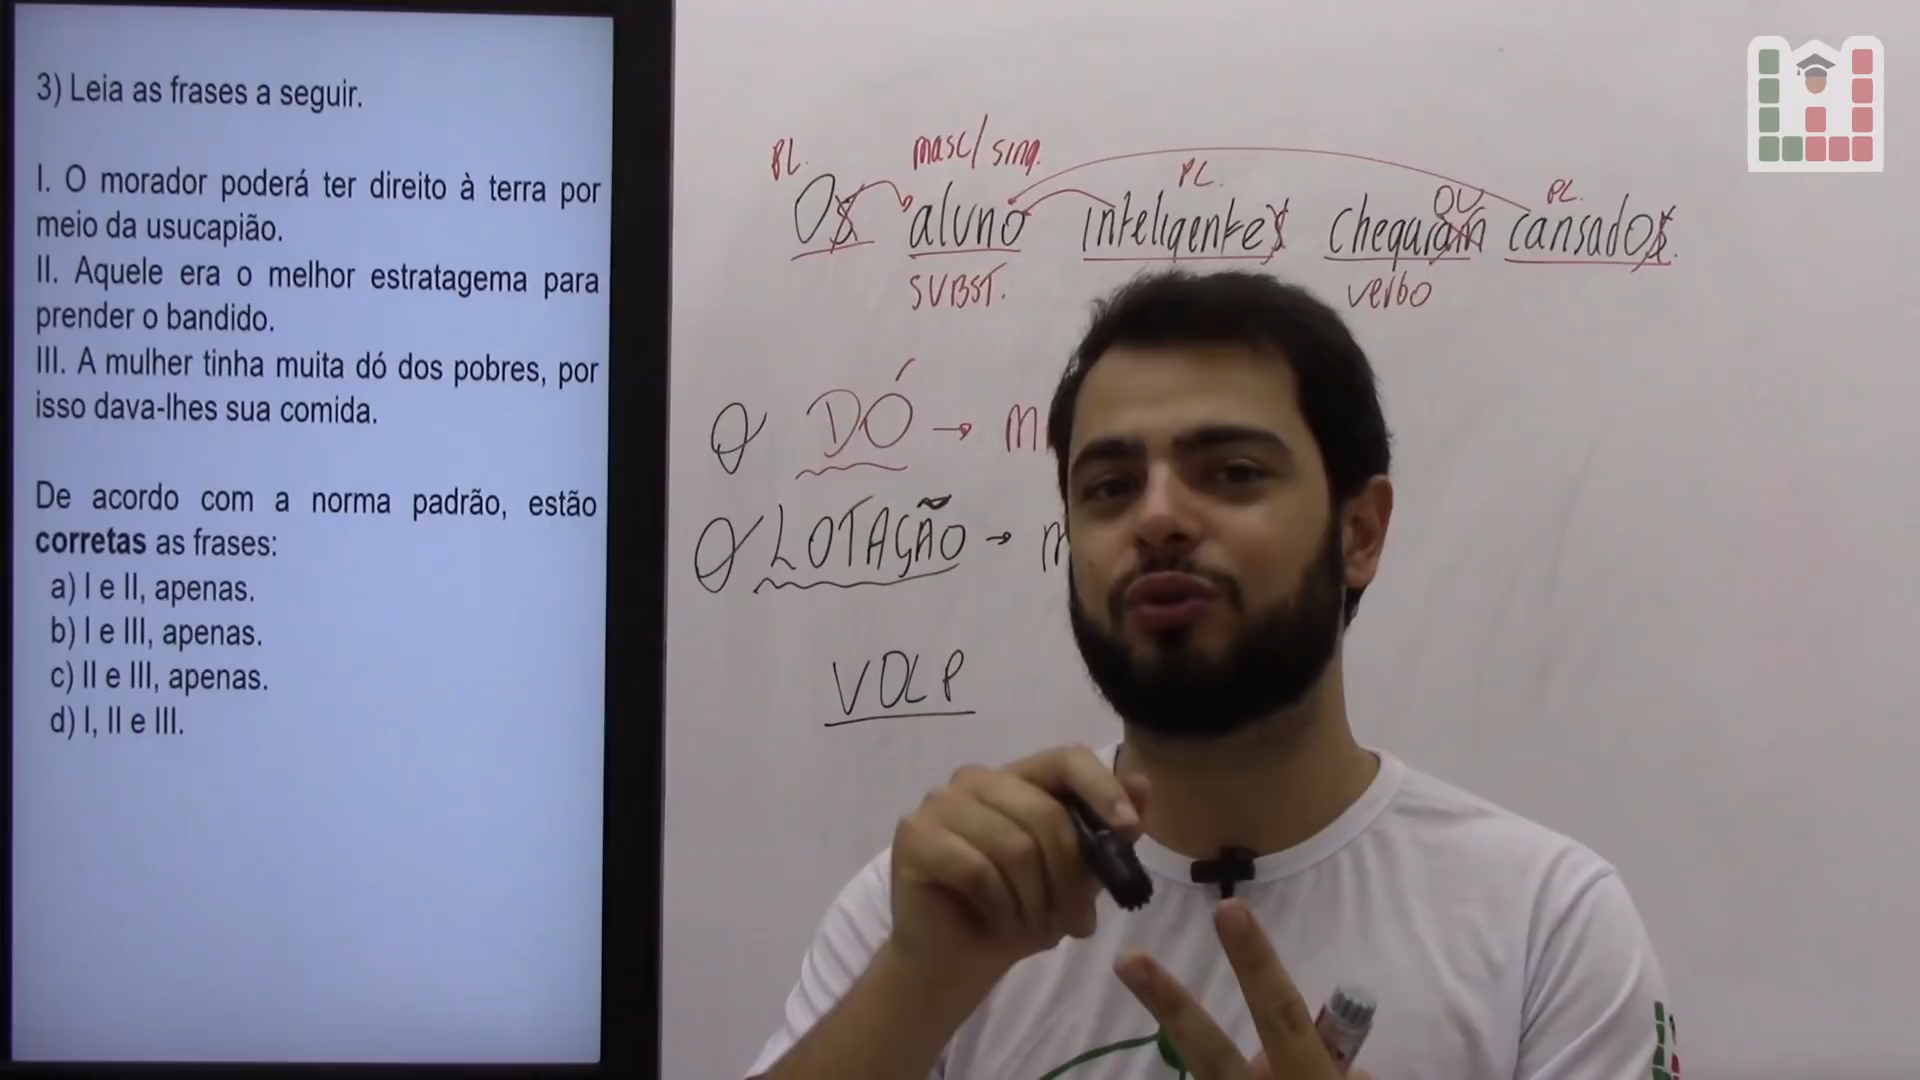 3) Leia as frases a seguir.
I. O morador poderá ter direito à terra por
meio da usucapião.
II. Aquele era o melhor estratagema para
prender o bandido.
III. A mulher tinha muita dó dos pobres, por
isso dava-lhes sua comida.
De acordo com a norma padrão, estão
corretas as frases:
a) I e II, apenas.
b) I e III, apenas.
c) II e III, apenas.
d) I, II e III.
PL. masc/ sing. PL. OU PL.
Os aluno inteligentes chegaram cansados.
SUBST. verbo
O DÓ → m
O LOTAÇÃO → m
VOLP